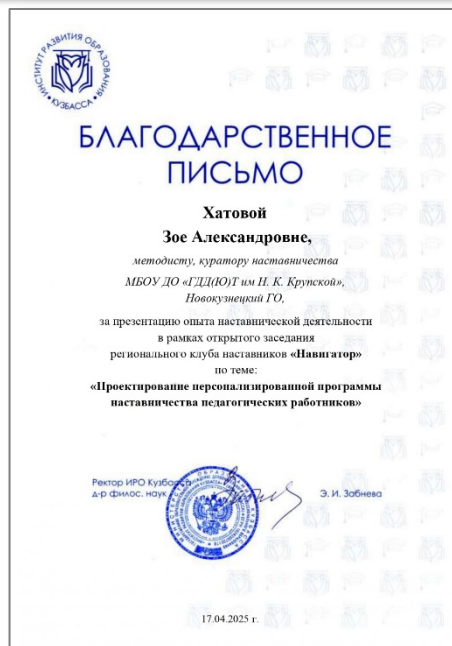 ИНСТИТУТ РАЗВИТИЯ ОБРАЗОВАНИЯ
• КУЗБАССА •
БЛАГОДАРСТВЕННОЕ
ПИСЬМО
Хатовой
Зое Александровне,
методисту, куратору наставничества
МБОУ ДО «ГДД(Ю)Т им Н. К. Крупской»,
Новокузнецкий ГО,
за презентацию опыта наставнической деятельности
в рамках открытого заседания
регионального клуба наставников «Навигатор»
по теме:
«Проектирование персонализированной программы
наставничества педагогических работников»
Ректор ИРО Кузбасса
д-р филос. наук
Э. И. Забнева
17.04.2025 г.